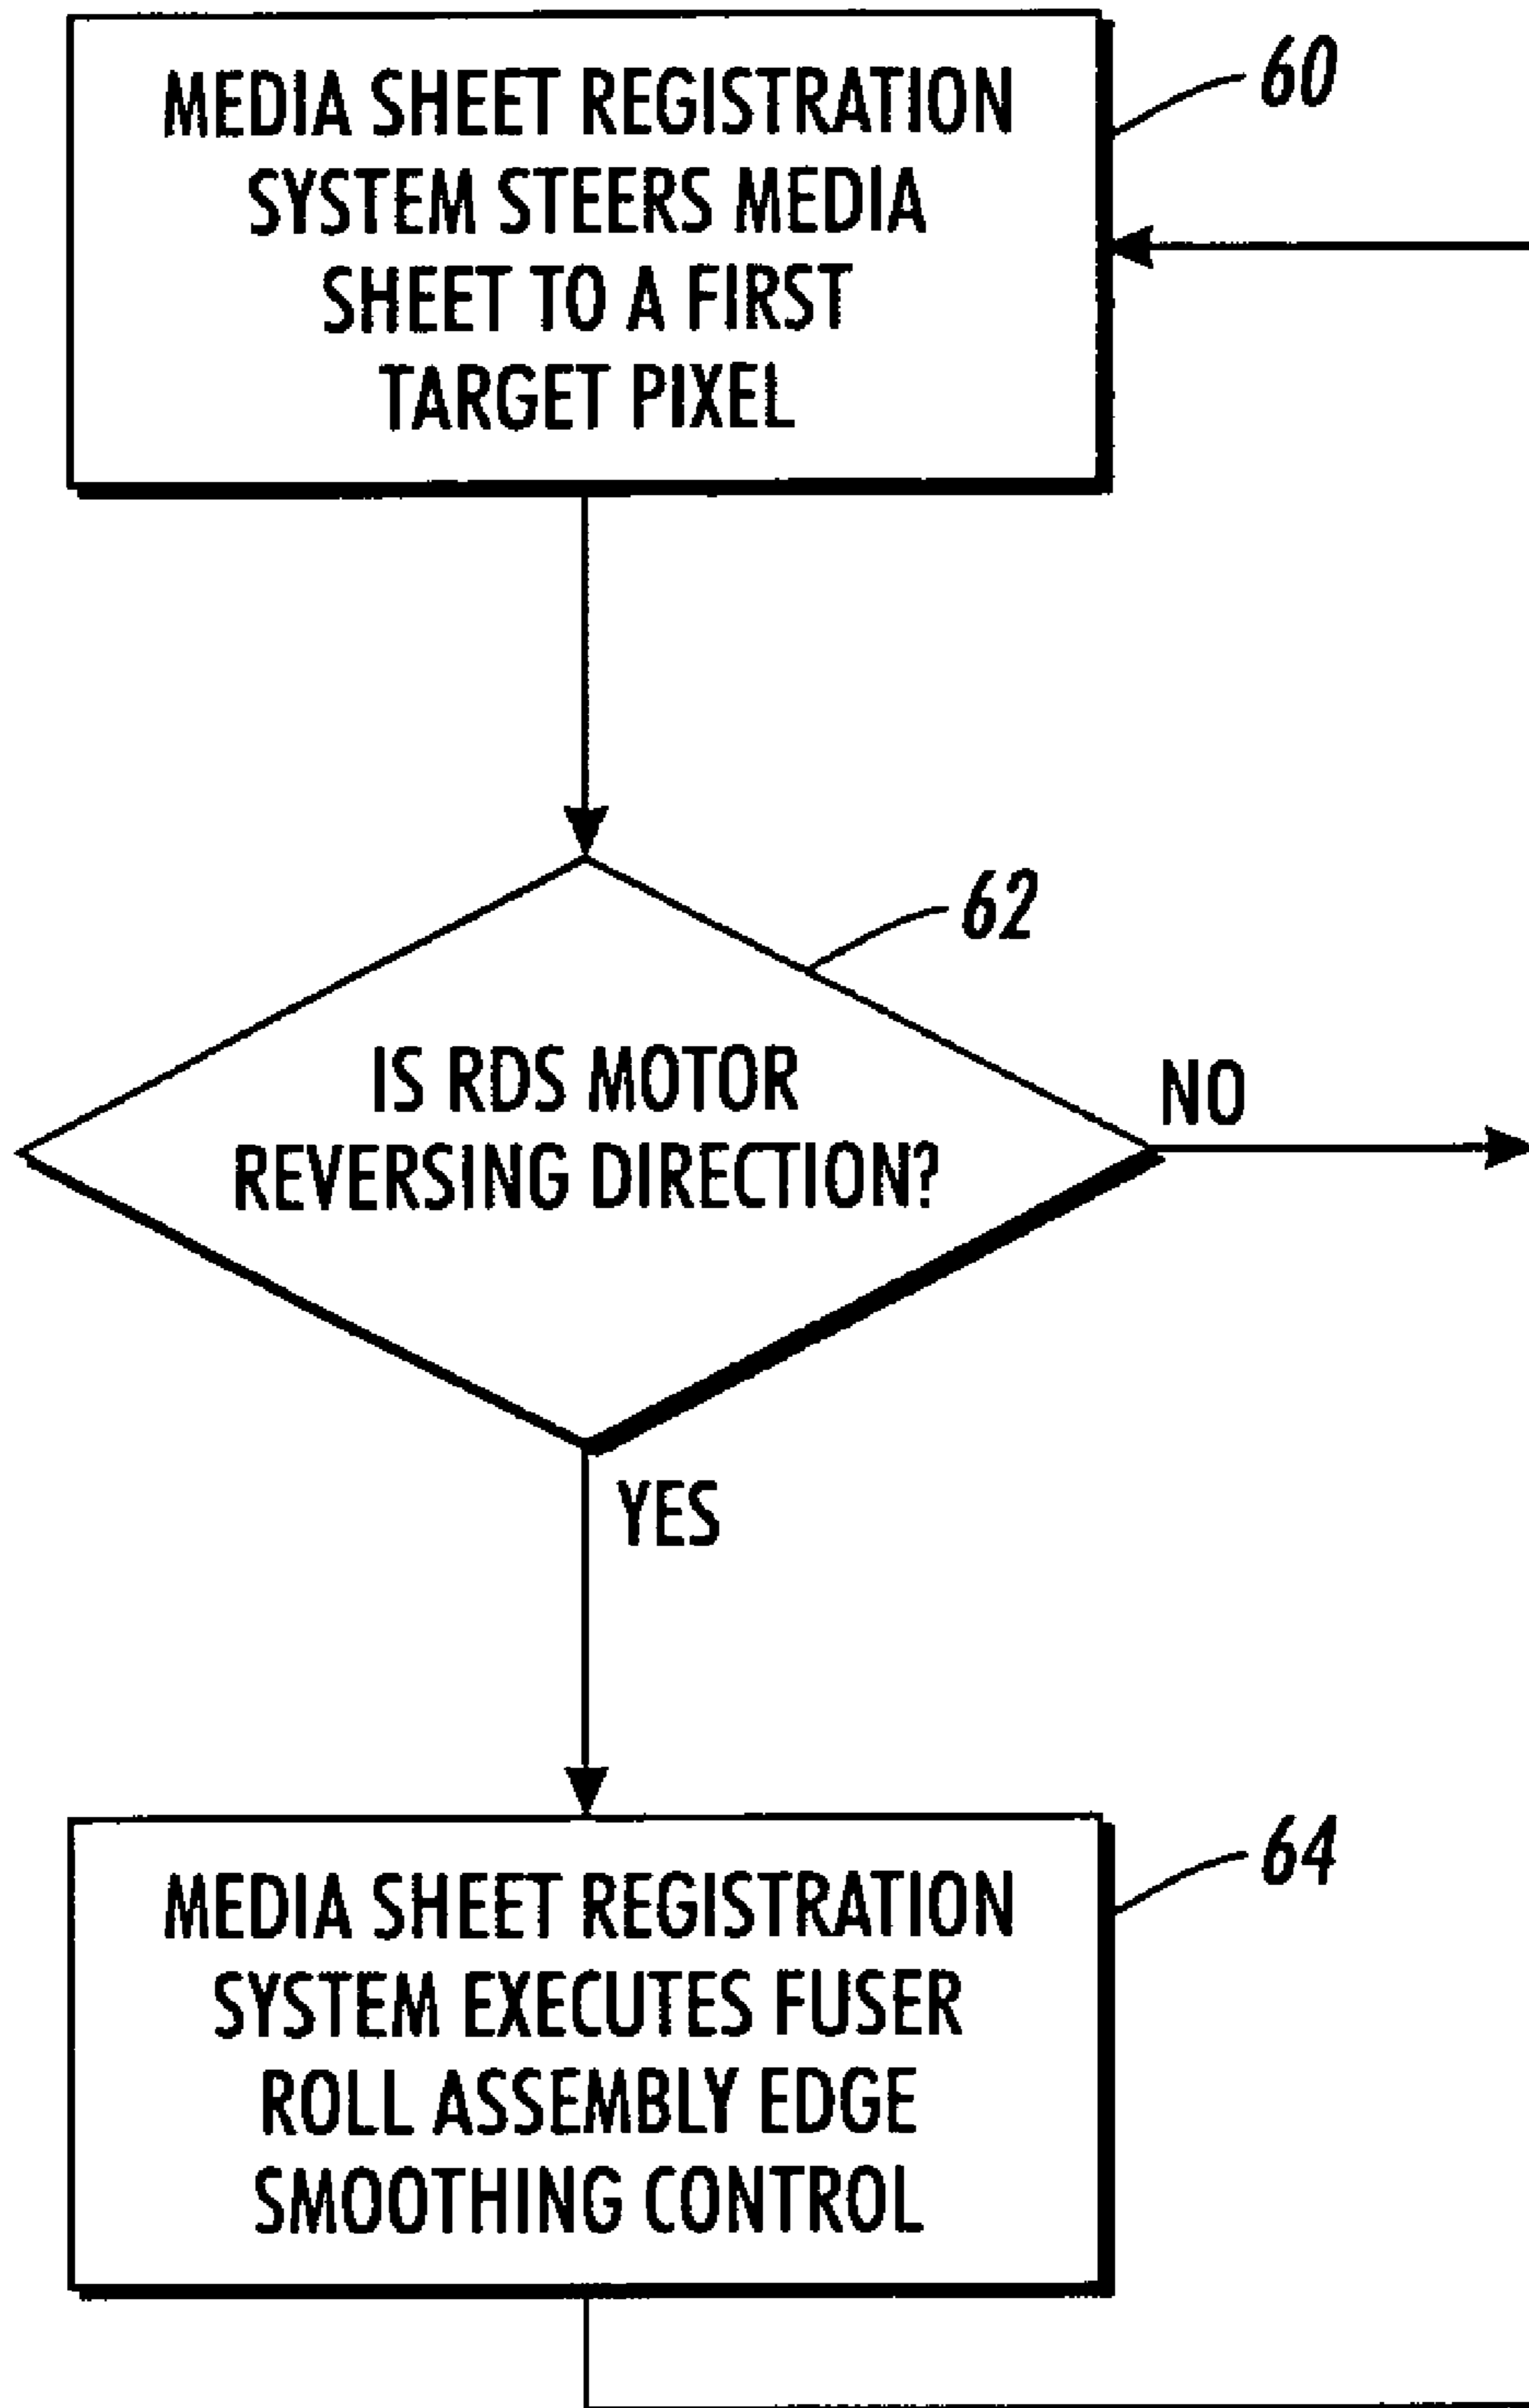 MEDIA SHEET REGISTRATION
SYSTEM STEERS MEDIA
SHEET TO A FIRST
TARGET PIXEL
60
62
IS RDS MOTOR
REVERSING DIRECTION?
NO
YES
64
MEDIA SHEET REGISTRATION
SYSTEM EXECUTES FUSER
ROLL ASSEMBLY EDGE
SMOOTHING CONTROL